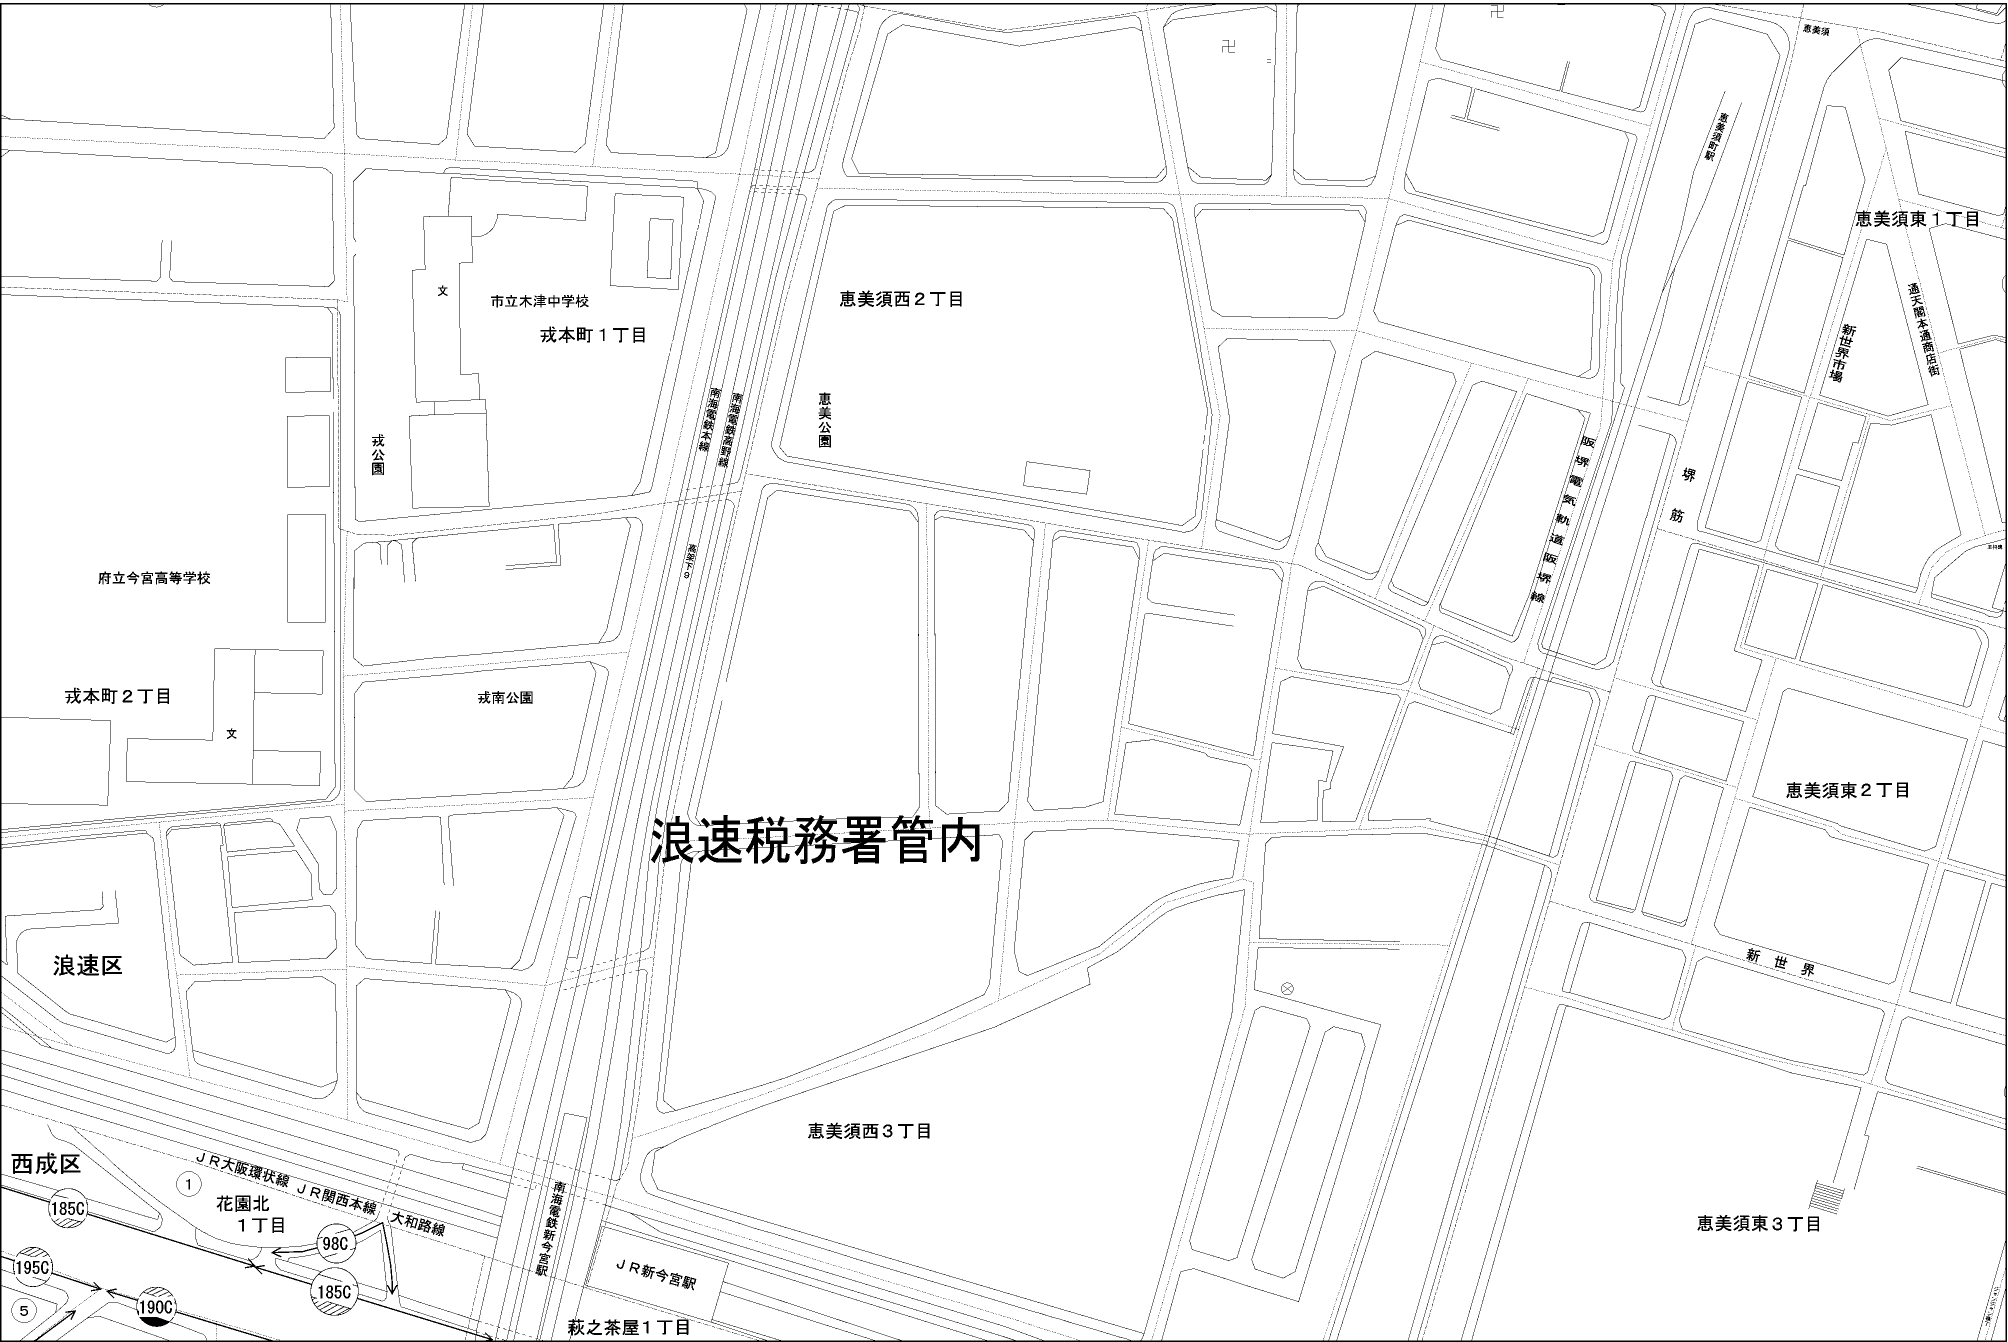 恵美須
恵美須町駅
恵美須東１丁目
市立木津中学校
文
戎本町１丁目
恵美須西２丁目
通天閣本通商店街
新世界市場
南海電鉄本線
南海電鉄高野線
恵美公園
戎公園
阪堺電気軌道阪堺線
堺筋
高架下９
府立今宮高等学校
戎本町２丁目
文
戎南公園
恵美須東２丁目
浪速税務署管内
浪速区
新世界
恵美須西３丁目
西成区
1
花園北
１丁目
ＪＲ大阪環状線
ＪＲ関西本線
大和路線
南海電鉄新今宮駅
185C
98C
恵美須東３丁目
195C
185C
ＪＲ新今宮駅
5
190C
萩之茶屋１丁目